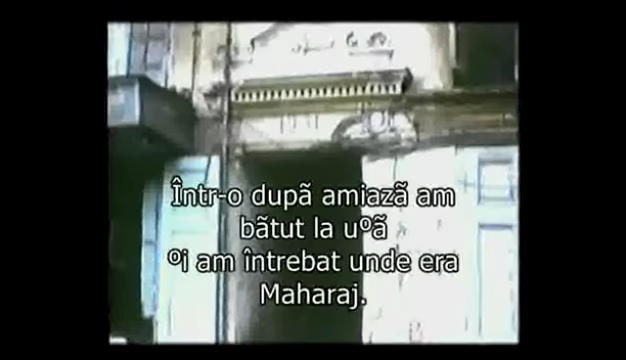 Într-o dupã amiazã am
bãtut la uºã
ºi am întrebat unde era
Maharaj.